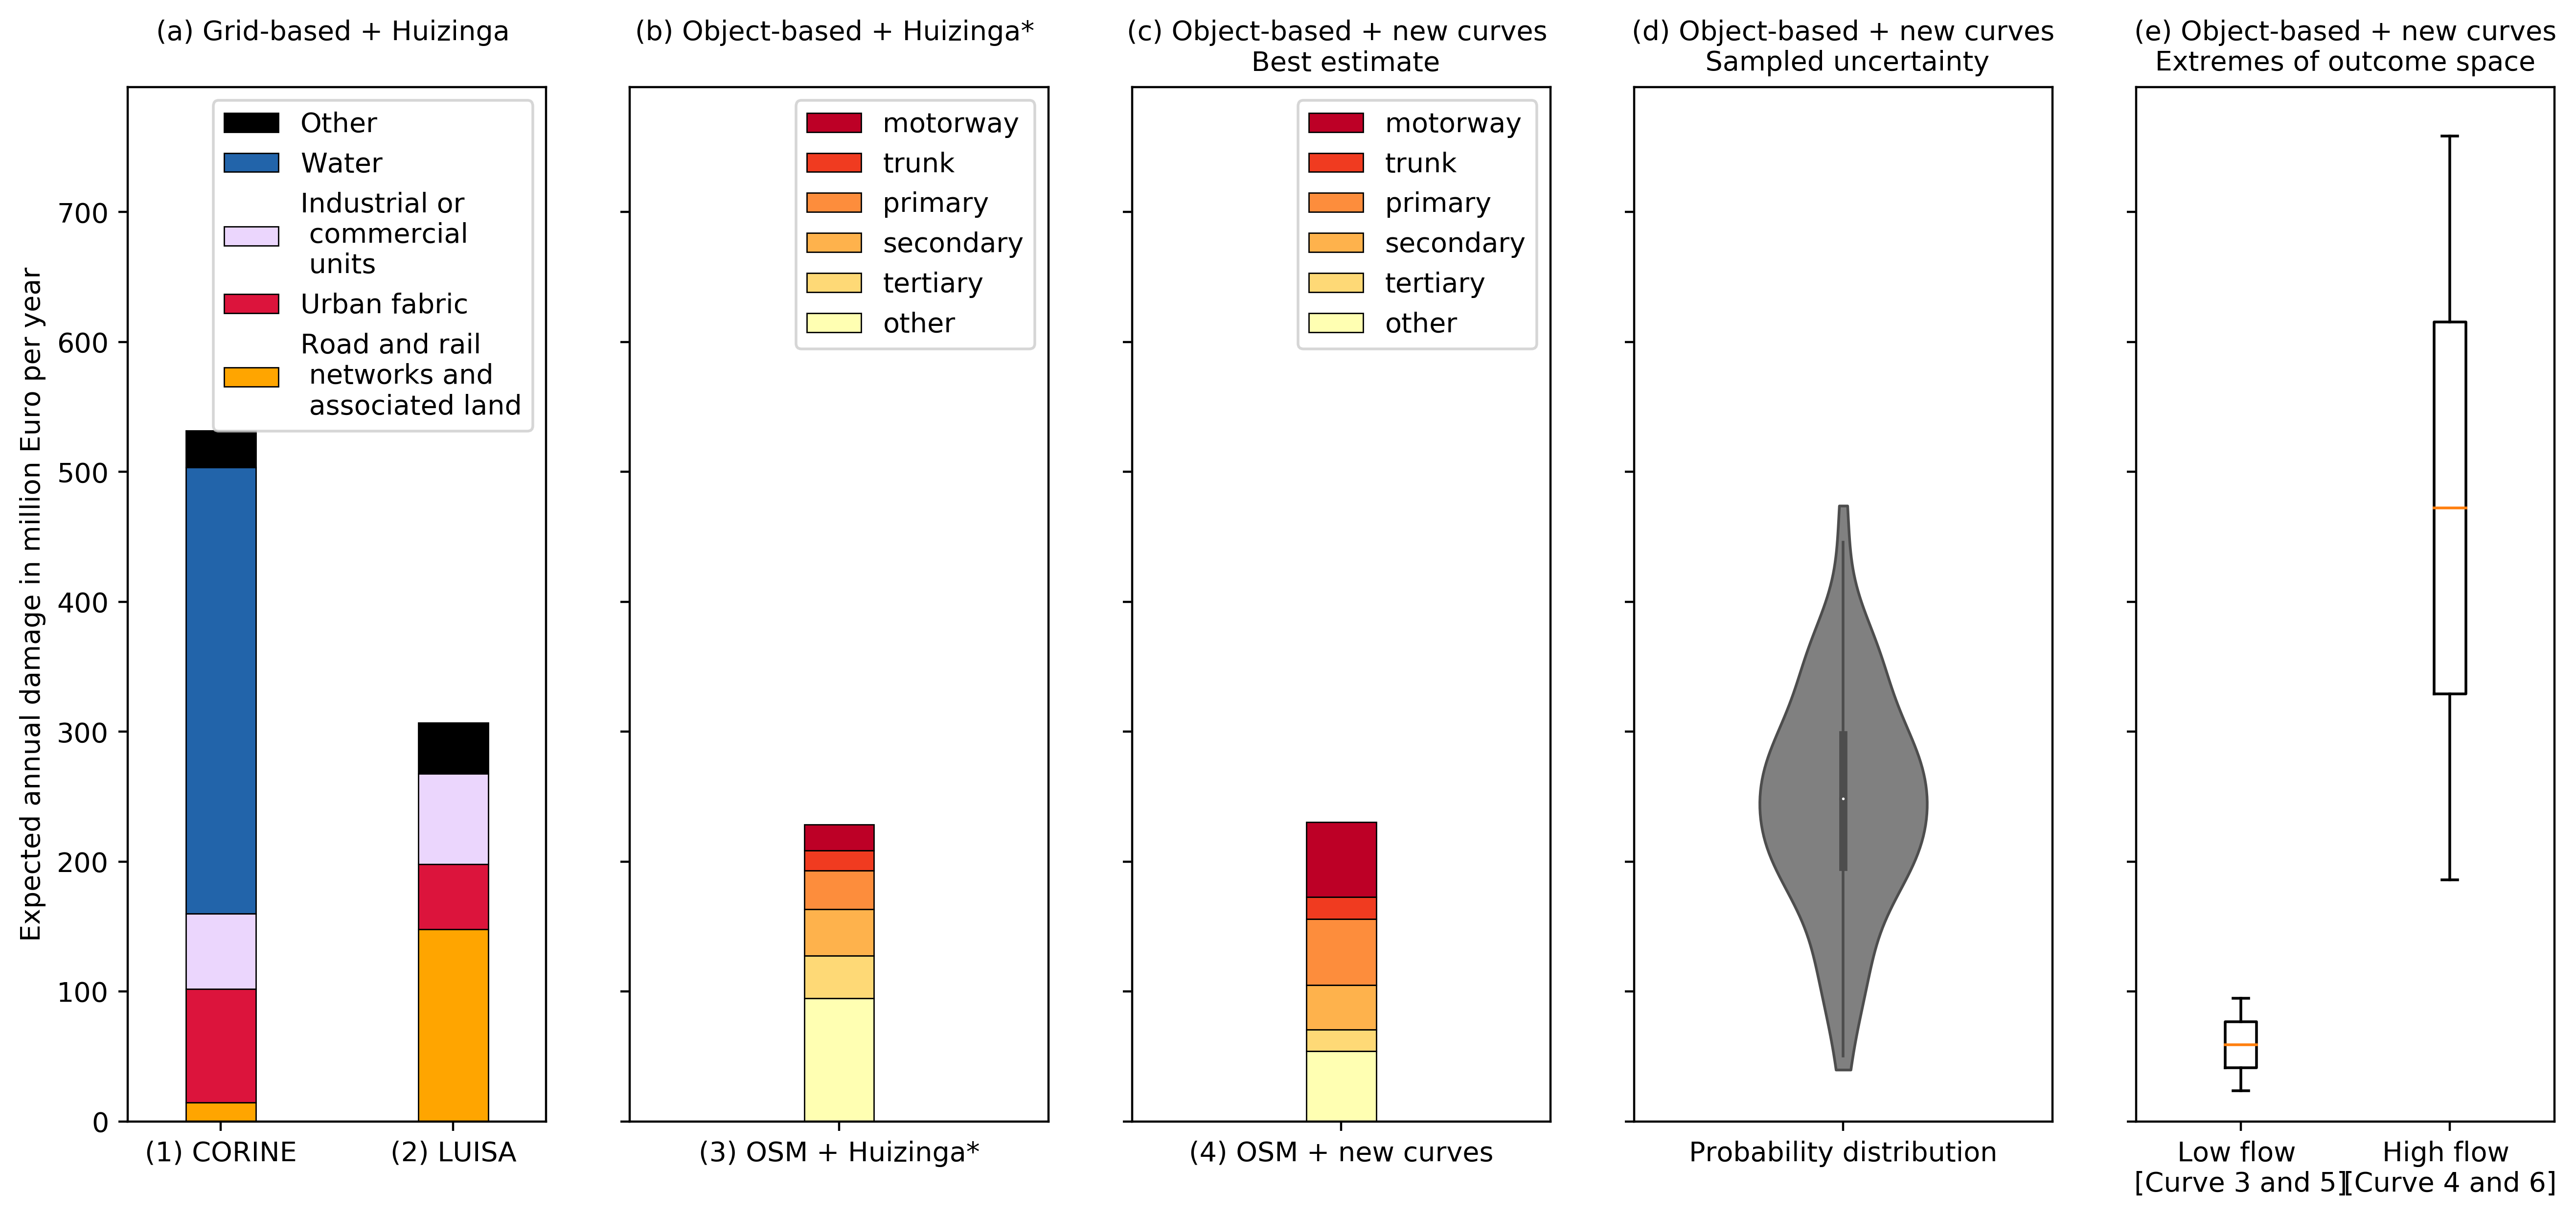 (a) Grid-based + Huizinga
(b) Object-based + Huizinga*
(c) Object-based + new curves
Best estimate
(d) Object-based + new curves
Sampled uncertainty
(e) Object-based + new curves
Extremes of outcome space
Expected annual damage in million Euro per year
700
600
500
400
300
200
100
0
Other
Water
Industrial or
commercial
units
Urban fabric
Road and rail
networks and
associated land
motorway
trunk
primary
secondary
tertiary
other
motorway
trunk
primary
secondary
tertiary
other
(1) CORINE
(2) LUISA
(3) OSM + Huizinga*
(4) OSM + new curves
Probability distribution
Low flow
[Curve 3 and 5]
High flow
[Curve 4 and 6]